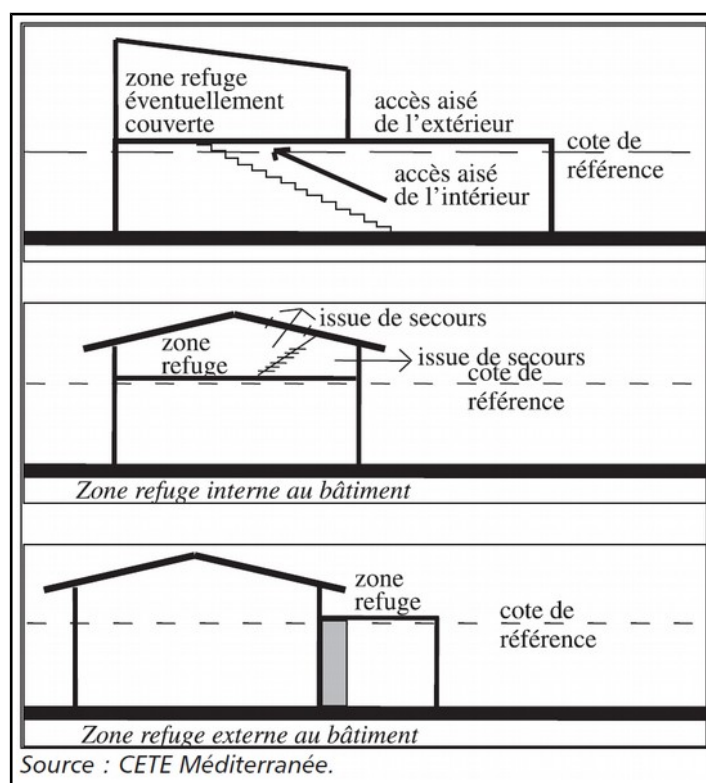 zone refuge
éventuellement
couverte
accès aisé
de l'extérieur
cote de
référence
accès aisé
de l'intérieur
issue de secours
zone
refuge
issue de secours
cote de
référence
Zone refuge interne au bâtiment
zone
refuge
cote de
référence
Zone refuge externe au bâtiment
Source : CETE Méditerranée.